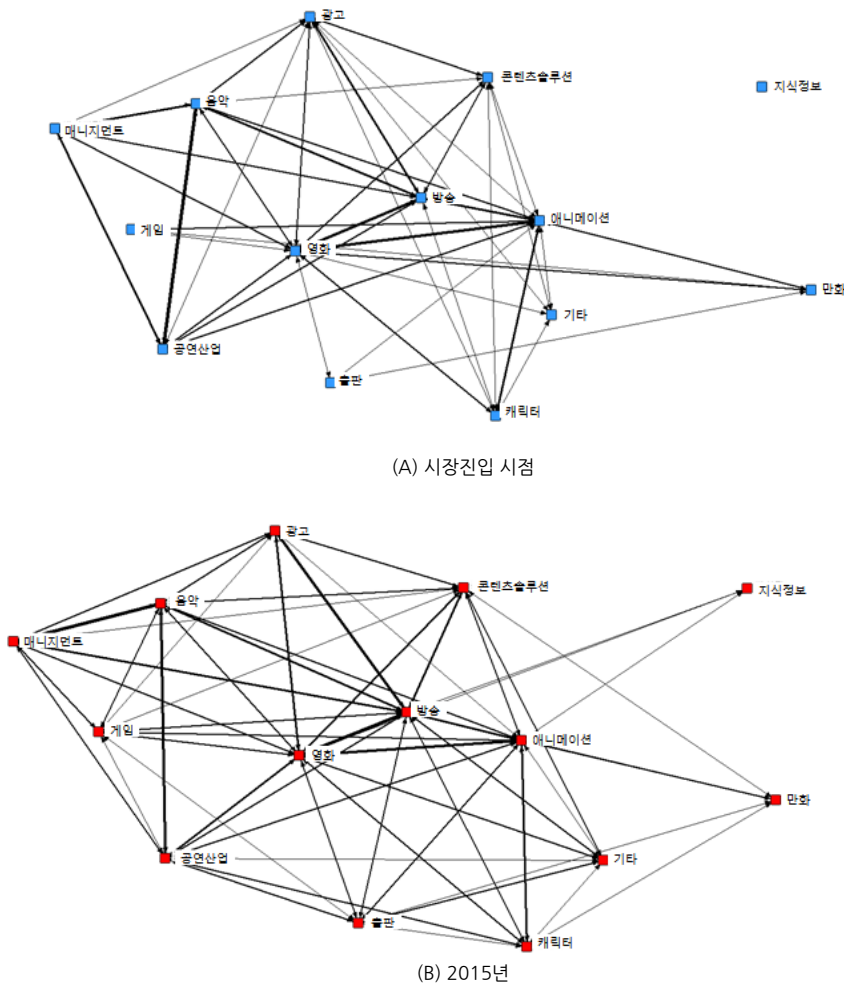 광고
콘텐츠솔루션
지식정보
음악
매니지먼트
방송
애니메이션
게임
영화
만화
기타
공연산업
출판
캐릭터
(A) 시장진입 시점
광고
콘텐츠솔루션
지식정보
음악
매니지먼트
방송
게임
애니메이션
영화
만화
공연산업
기타
출판
캐릭터
(B) 2015년